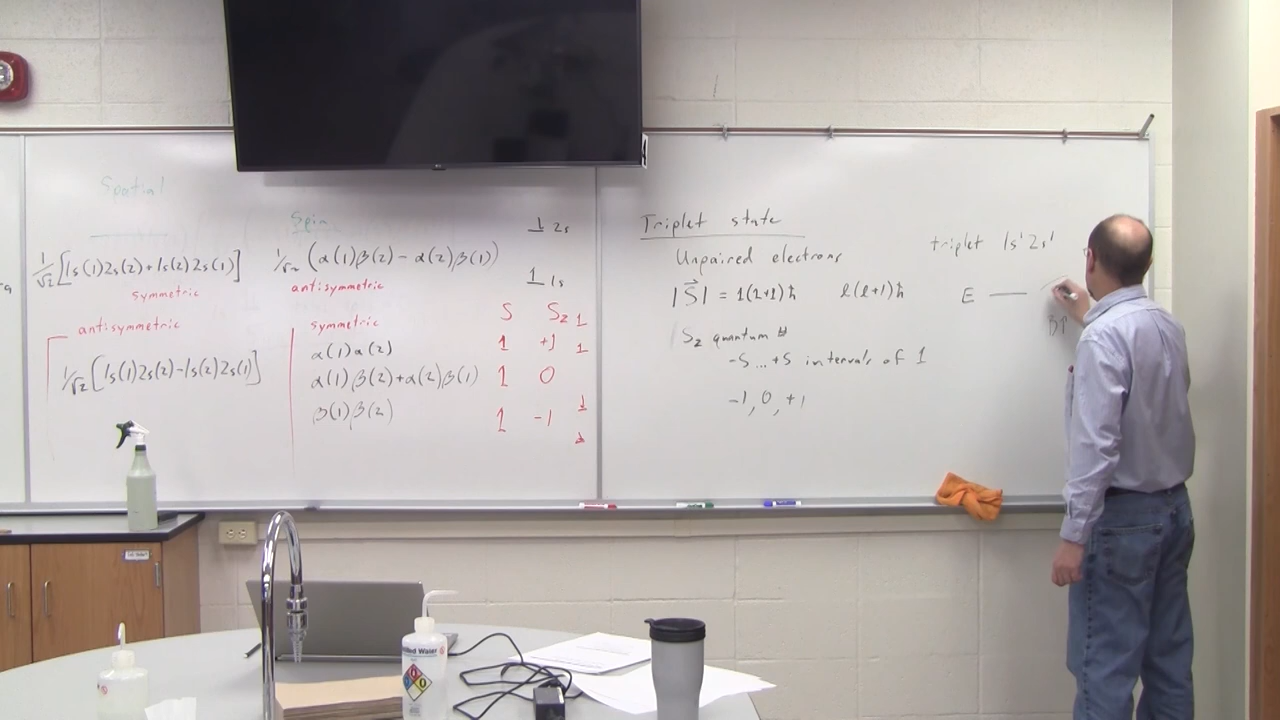 Spatial
1/√2 [1s(1)2s(2)+1s(2)2s(1)]
symmetric
antisymmetric
1/√2 [1s(1)2s(2)-1s(2)2s(1)]
Spin
1/√2 (α(1)β(2) - α(2)β(1))
antisymmetric
symmetric
α(1)α(2)
α(1)β(2)+α(2)β(1)
β(1)β(2)
1 2s
1 1s
S Sz
1 +1
1 0
1 -1
Triplet state
Unpaired electrons
|S⃗| = 1(1+1)ħ ℓ(ℓ+1)ħ
Sz quantum #
-S...+S intervals of 1
-1, 0, +1
triplet 1s¹2s¹
E —
B↑